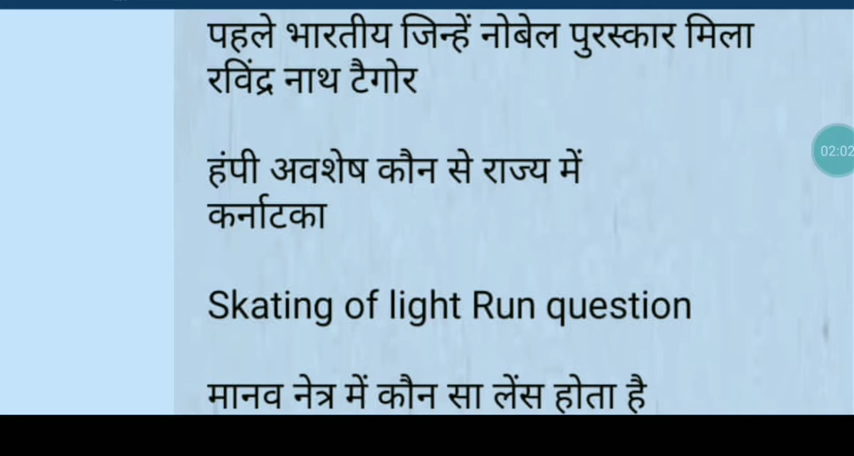 पहले भारतीय जिन्हें नोबेल पुरस्कार मिला
रविंद्र नाथ टैगोर
हंपी अवशेष कौन से राज्य में
कर्नाटका
Skating of light Run question
मानव नेत्र में कौन सा लेंस होता है
02:02